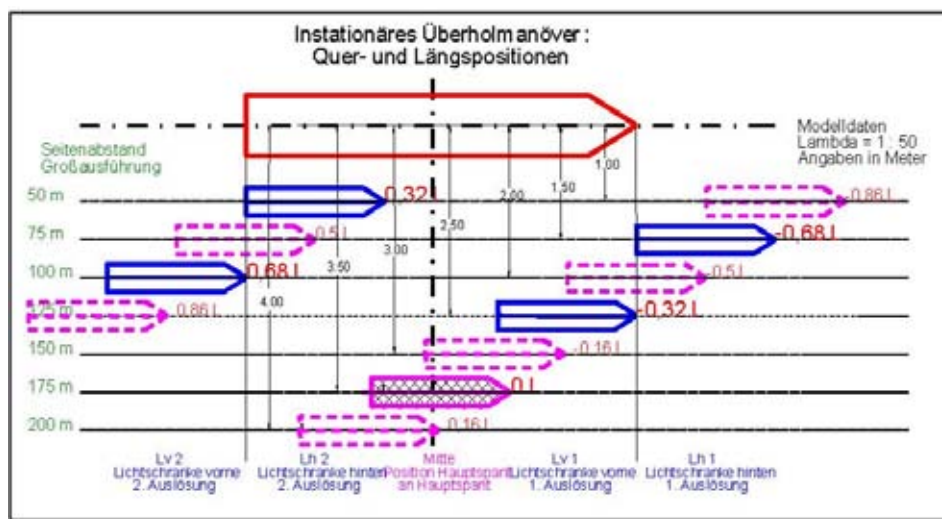 Instationäres Überholmanöver :
Quer- und Längspositionen
Modelldaten
Lambda = 1 : 50
Angaben in Meter
Seitenabstand
Großausführung
1.00
50 m
0,32 L
-0,86 L
2.00
1.50
75 m
0,5 L
-0,68 L
2.50
3.00
100 m
0,68 L
-0,5 L
3.50
4.00
125 m
0,86 L
-0,32 L
150 m
-0,16 L
175 m
0 L
200 m
0,16 L
Lv 2
Lichtschranke vorne
2. Auslösung
Lh 2
Lichtschranke hinten
2. Auslösung
Mitte
Position Hauptspant
an Hauptspant
Lv 1
Lichtschranke vorne
1. Auslösung
Lh 1
Lichtschranke hinten
1. Auslösung